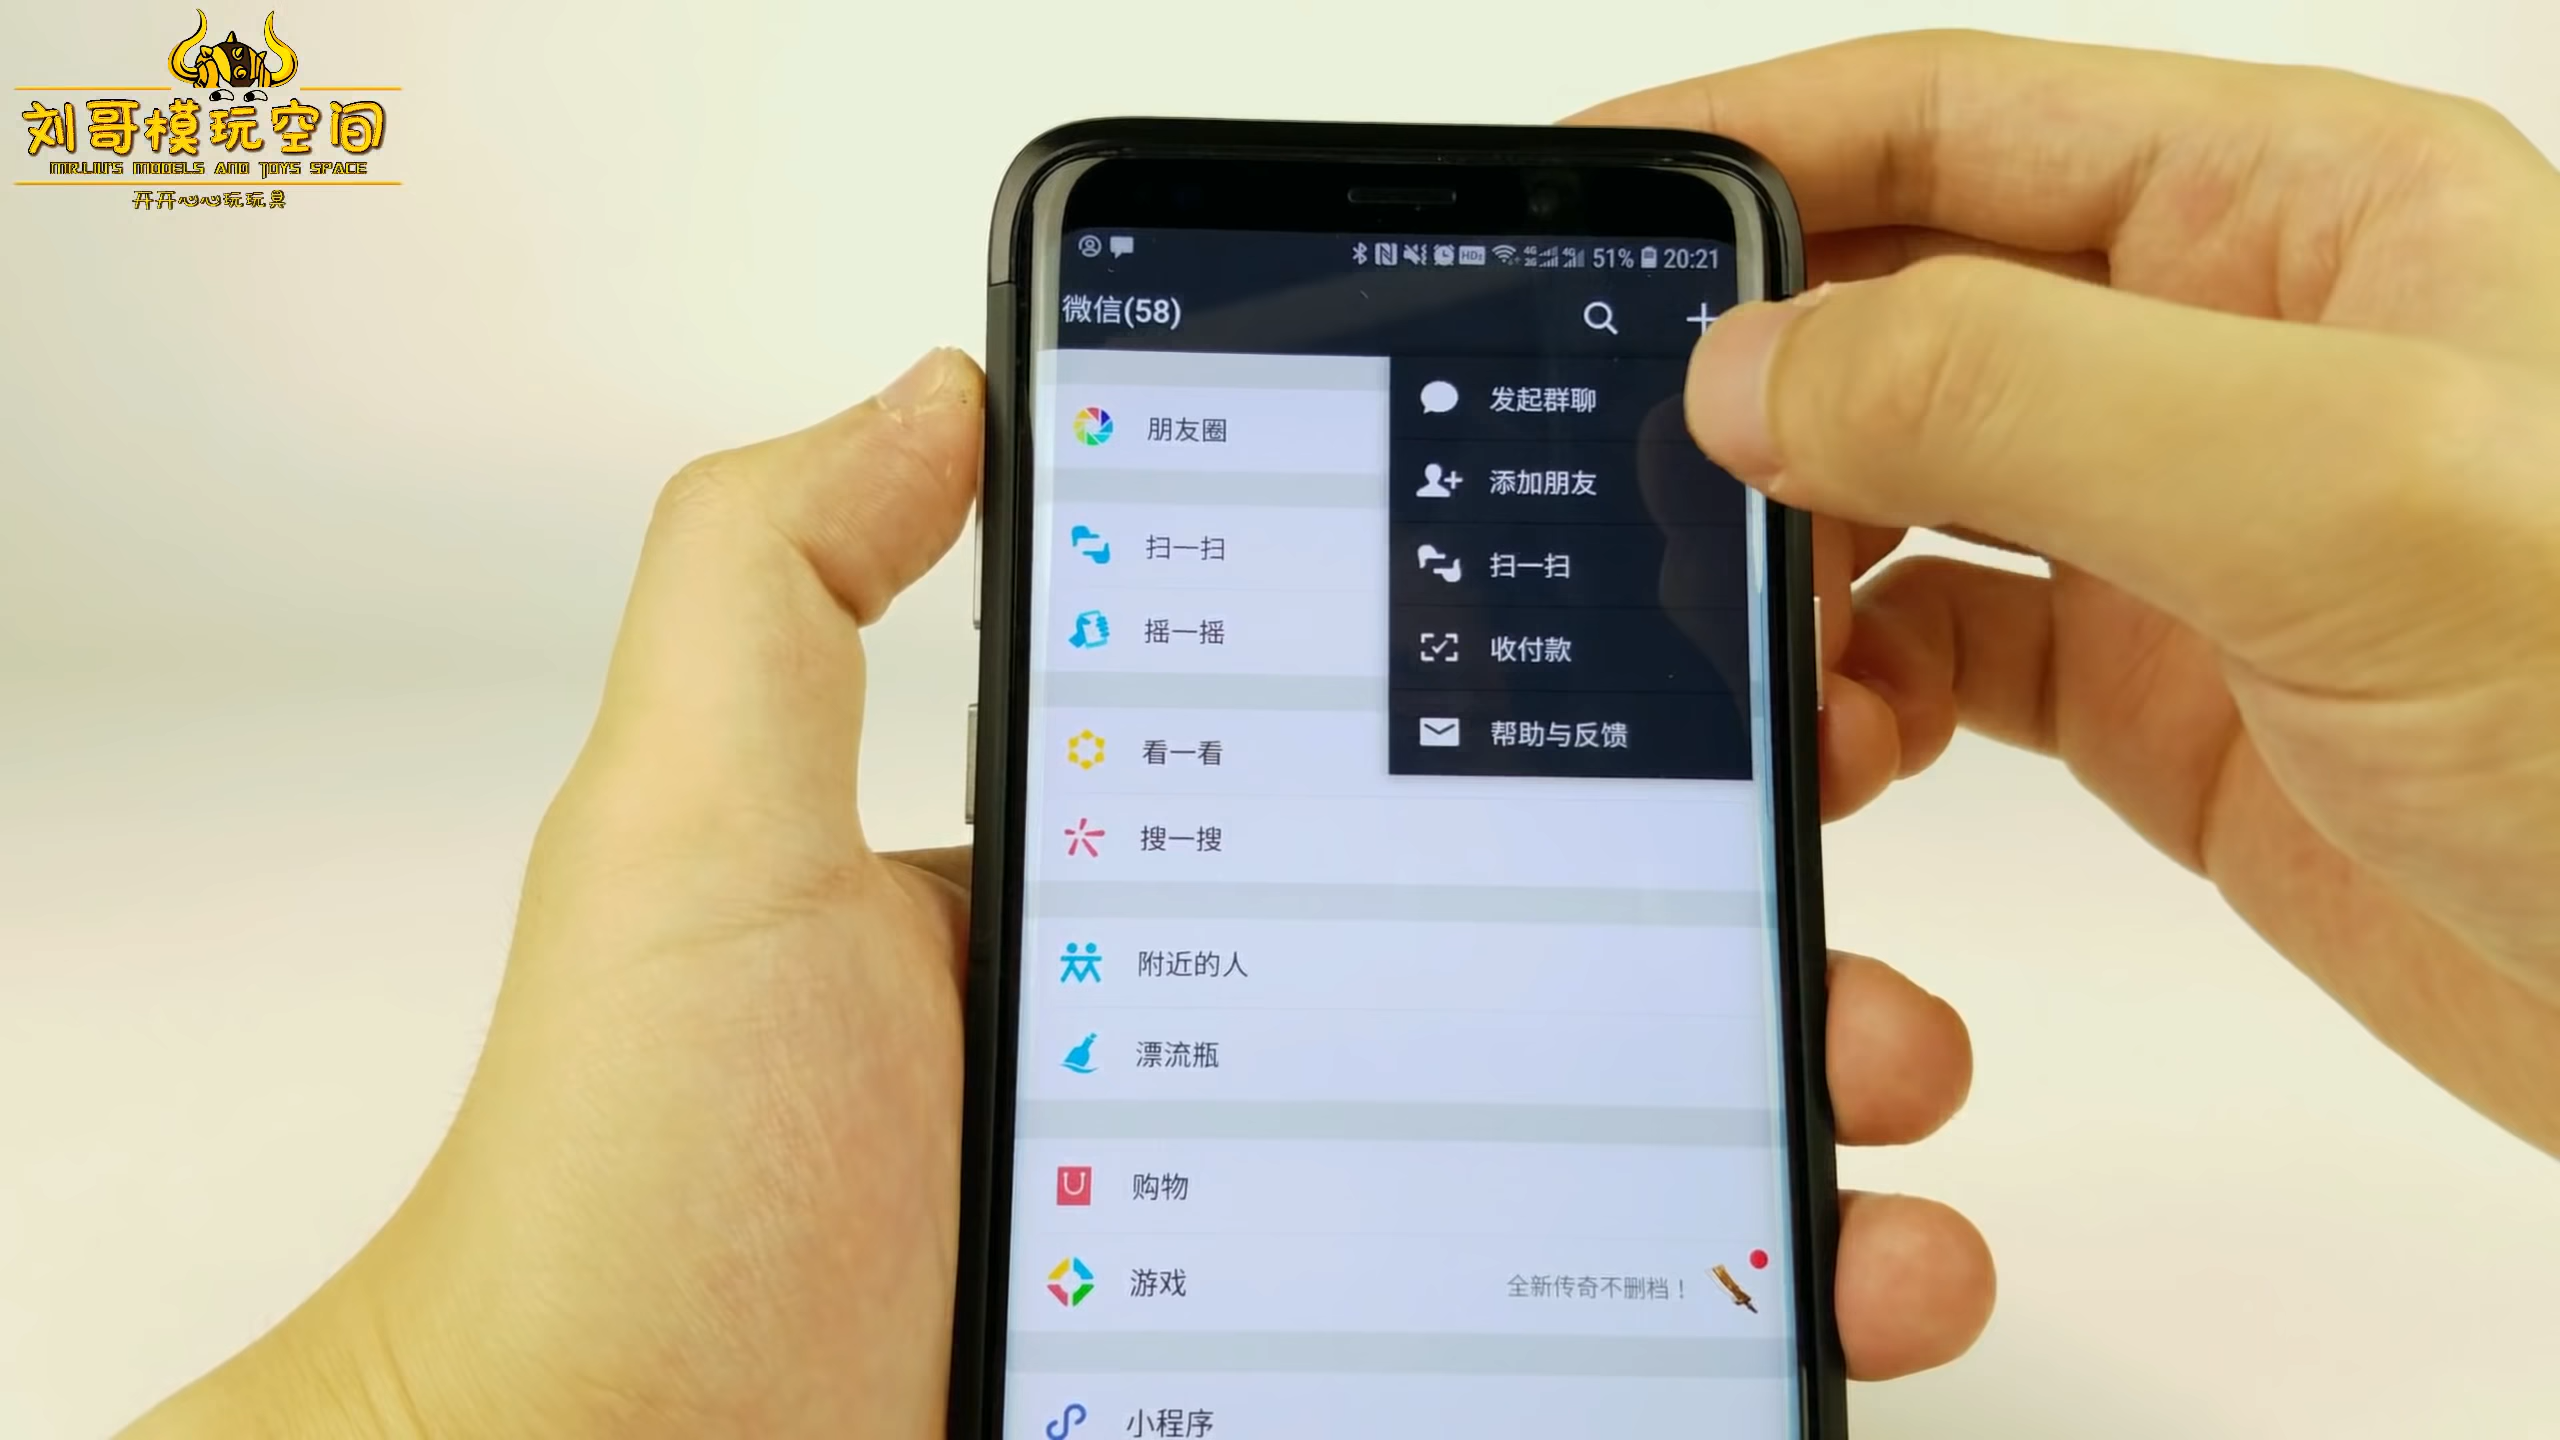 刘哥模玩空间
MR.LIU'S MODELS AND TOYS SPACE
开开心心玩玩具
51% 20:21
微信(58)
发起群聊
添加朋友
扫一扫
收付款
帮助与反馈
朋友圈
扫一扫
摇一摇
看一看
搜一搜
附近的人
漂流瓶
购物
游戏
全新传奇不删档！
小程序